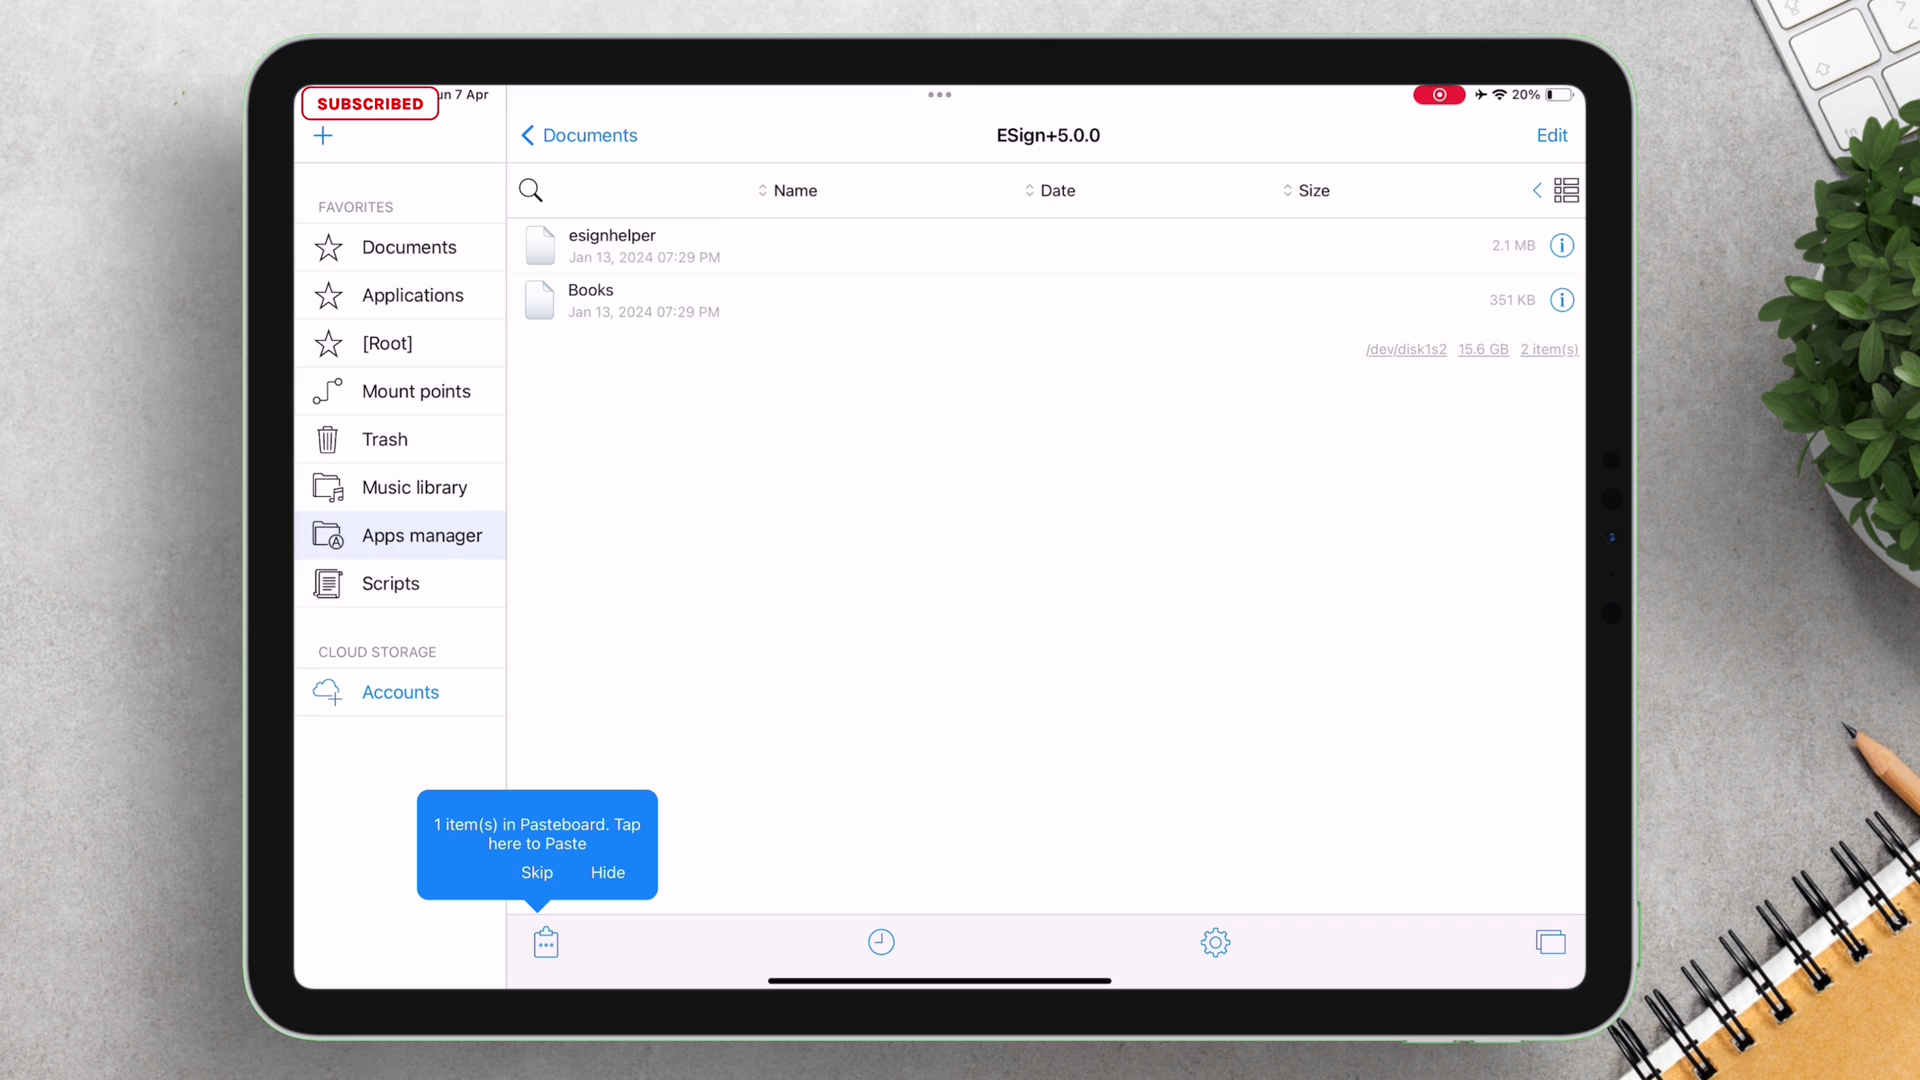 SUBSCRIBED
un 7 Apr
20%
Documents
ESign+5.0.0
Edit
Name
Date
Size
FAVORITES
Documents
Applications
[Root]
Mount points
Trash
Music library
Apps manager
Scripts
CLOUD STORAGE
Accounts
esignhelper
Jan 13, 2024 07:29 PM
2.1 MB
Books
Jan 13, 2024 07:29 PM
351 KB
/dev/disk1s2 15.6 GB 2 item(s)
1 item(s) in Pasteboard. Tap
here to Paste
Skip Hide